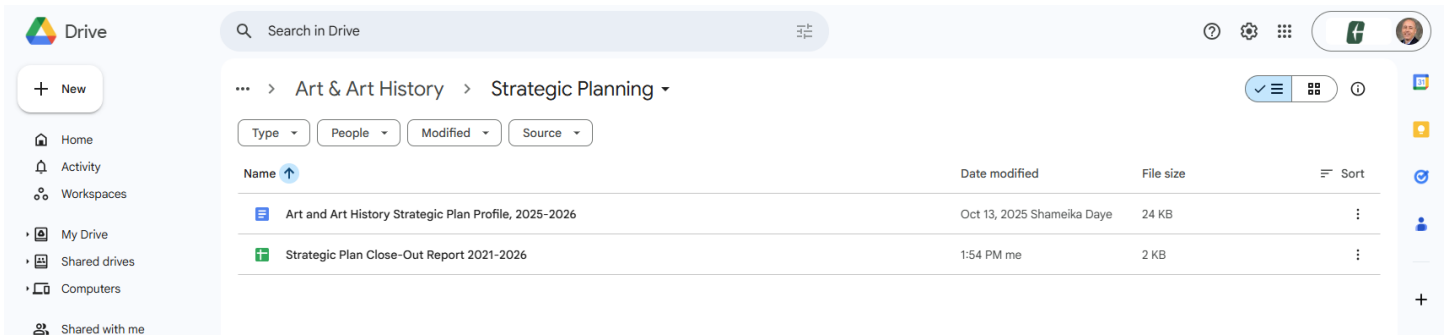 Drive
Search in Drive
New
Home
Activity
Workspaces
My Drive
Shared drives
Computers
Shared with me
Art & Art History > Strategic Planning
Type People Modified Source
Name Date modified File size Sort
Art and Art History Strategic Plan Profile, 2025-2026 Oct 13, 2025 Shameika Daye 24 KB
Strategic Plan Close-Out Report 2021-2026 1:54 PM me 2 KB
31